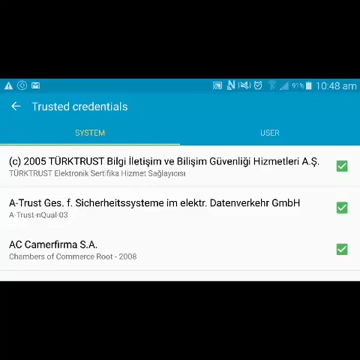 91% 10:48 am
Trusted credentials
SYSTEM USER
(c) 2005 TÜRKTRUST Bilgi İletişim ve Bilişim Güvenliği Hizmetleri A.Ş.
TÜRKTRUST Elektronik Sertifika Hizmet Sağlayıcısı
A-Trust Ges. f. Sicherheitssysteme im elektr. Datenverkehr GmbH
A-Trust-nQual-03
AC Camerfirma S.A.
Chambers of Commerce Root - 2008